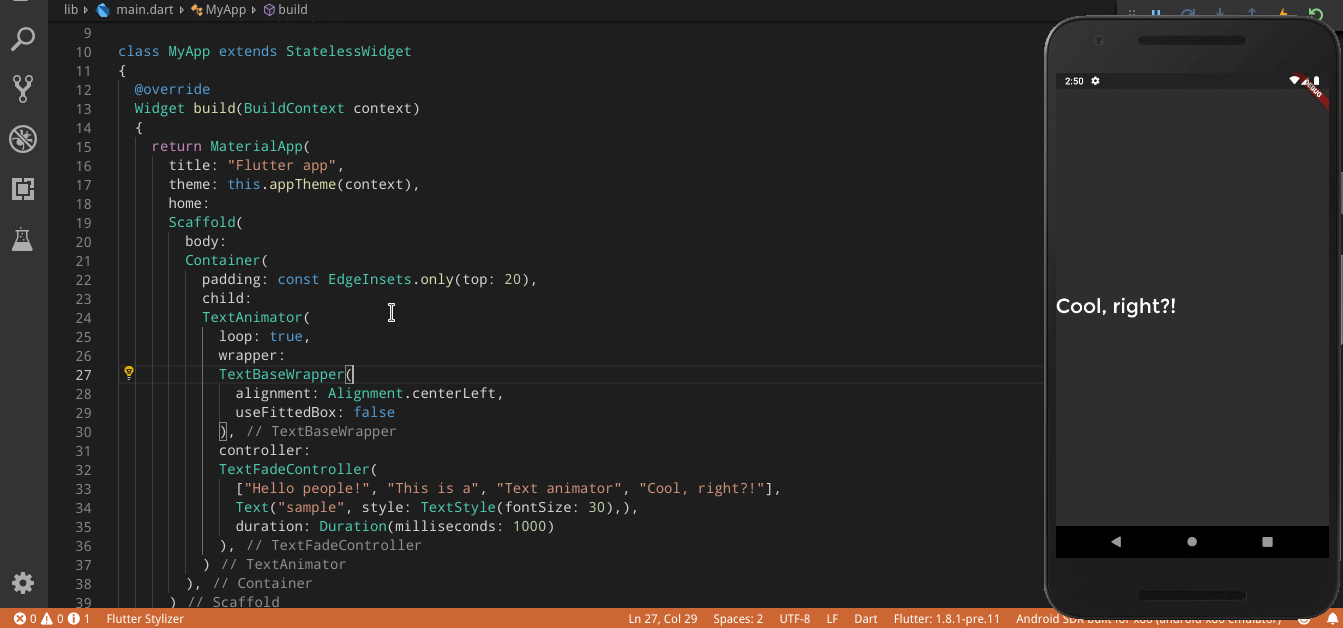 lib main.dart MyApp build
9
10 class MyApp extends StatelessWidget
11 {
12 @override
13 Widget build(BuildContext context)
14 {
15 return MaterialApp(
16 title: "Flutter app",
17 theme: this.appTheme(context),
18 home:
19 Scaffold(
20 body:
21 Container(
22 padding: const EdgeInsets.only(top: 20),
23 child:
24 TextAnimator(
25 loop: true,
26 wrapper:
27 TextBaseWrapper(
28 alignment: Alignment.centerLeft,
29 useFittedBox: false
30 ), // TextBaseWrapper
31 controller:
32 TextFadeController(
33 ["Hello people!", "This is a", "Text animator", "Cool, right?!"],
34 Text("sample", style: TextStyle(fontSize: 30),),
35 duration: Duration(milliseconds: 1000)
36 ), // TextFadeController
37 ) // TextAnimator
38 ), // Container
39 ) // Scaffold
2:50
DEBUG
Cool, right?!
0 0 1 Flutter Stylizer Ln 27, Col 29 Spaces: 2 UTF-8 LF Dart Flutter: 1.8.1-pre.11 Android SDK built for x86 (android-x86 emulator)